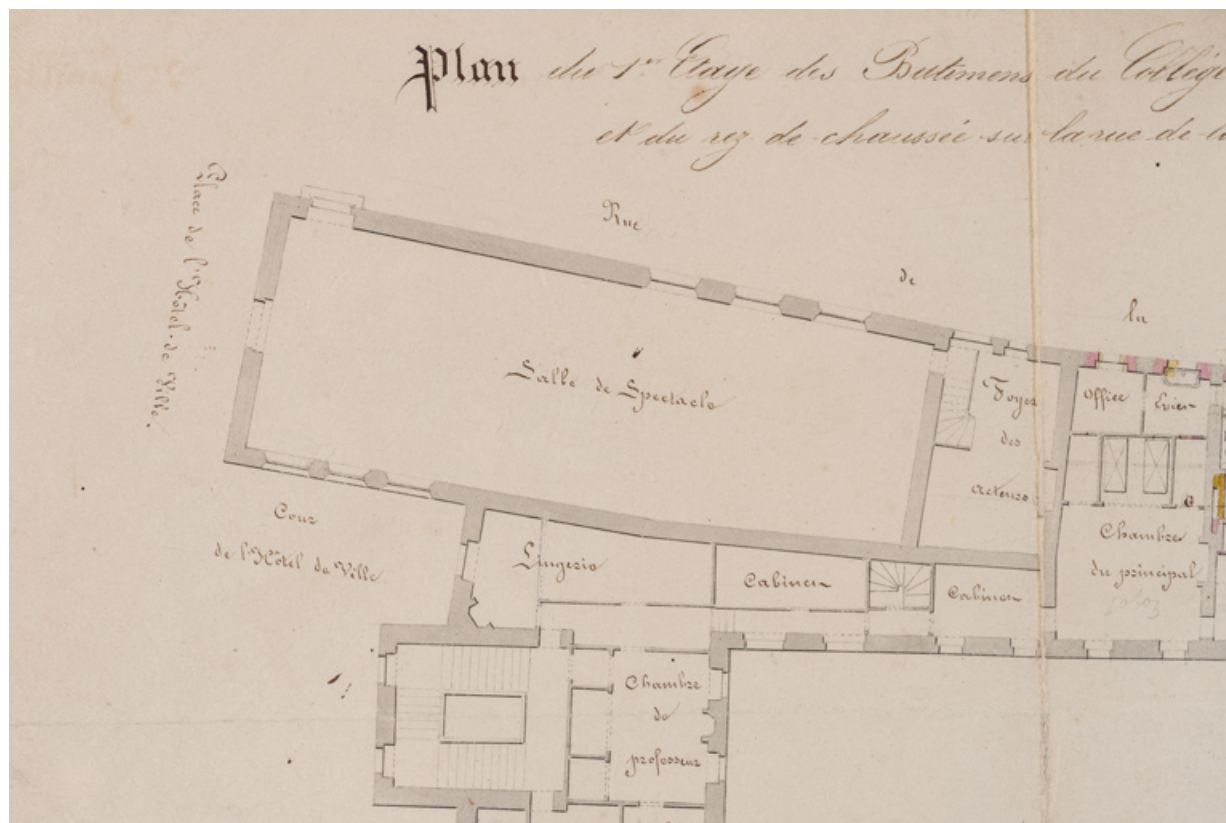 Plan du 1er Etage des Batimens du Collége
et du rez de chaussée sur la rue de la
Place de l'Hôtel-de-Ville.
Rue
de
la
Salle de Spectacle
Foyer
des
acteurs
Office
Evier
G
Chambre
du principal
Cour
de l'Hôtel de Ville
Lingerie
Cabinet
Cabinet
Chambre
de
professeur